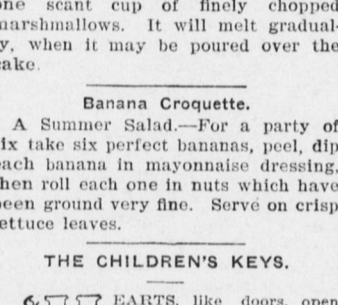 one scant cup of finely chopped
marshmallows. It will melt gradual-
y, when it may be poured over the
cake.
Banana Croquette.
A Summer Salad.—For a party of
six take six perfect bananas, peel, dip
each banana in mayonnaise dressing,
then roll each one in nuts which have
been ground very fine. Serve on crisp
lettuce leaves.
THE CHILDREN'S KEYS.
EARTS, like doors, open